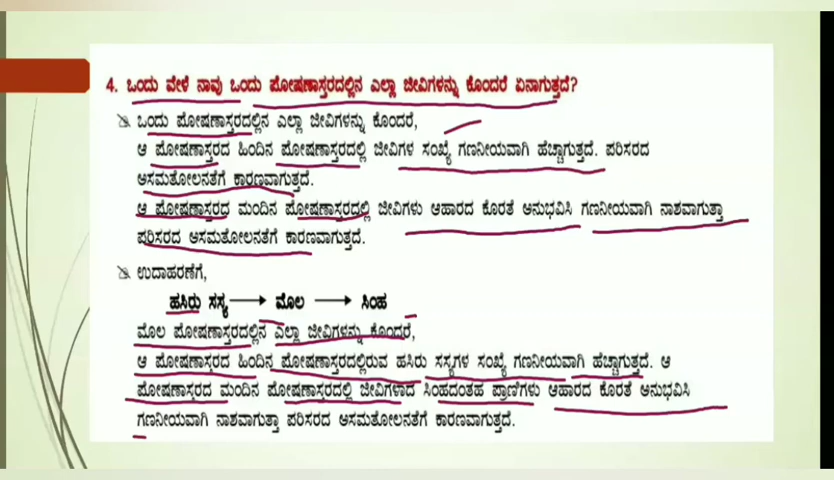 4. ಒಂದು ವೇಳೆ ನಾವು ಒಂದು ಪೋಷಣಾಸ್ತರದಲ್ಲಿನ ಎಲ್ಲಾ ಜೀವಿಗಳನ್ನು ಕೊಂದರೆ ಏನಾಗುತ್ತದೆ?
ಒಂದು ಪೋಷಣಾಸ್ತರದಲ್ಲಿನ ಎಲ್ಲಾ ಜೀವಿಗಳನ್ನು ಕೊಂದರೆ,
ಆ ಪೋಷಣಾಸ್ತರದ ಹಿಂದಿನ ಪೋಷಣಾಸ್ತರದಲ್ಲಿ ಜೀವಿಗಳ ಸಂಖ್ಯೆ ಗಣನೀಯವಾಗಿ ಹೆಚ್ಚಾಗುತ್ತದೆ. ಪರಿಸರದ
ಅಸಮತೋಲನತೆಗೆ ಕಾರಣವಾಗುತ್ತದೆ.
ಆ ಪೋಷಣಾಸ್ತರದ ಮಂದಿನ ಪೋಷಣಾಸ್ತರದಲ್ಲಿ ಜೀವಿಗಳು ಆಹಾರದ ಕೊರತೆ ಅನುಭವಿಸಿ ಗಣನೀಯವಾಗಿ ನಾಶವಾಗುತ್ತಾ
ಪರಿಸರದ ಅಸಮತೋಲನತೆಗೆ ಕಾರಣವಾಗುತ್ತದೆ.
ಉದಾಹರಣೆಗೆ,
ಹಸಿರು ಸಸ್ಯ → ಮೊಲ → ಸಿಂಹ
ಮೊಲ ಪೋಷಣಾಸ್ತರದಲ್ಲಿನ ಎಲ್ಲಾ ಜೀವಿಗಳನ್ನು ಕೊಂದರೆ,
ಆ ಪೋಷಣಾಸ್ತರದ ಹಿಂದಿನ ಪೋಷಣಾಸ್ತರದಲ್ಲಿರುವ ಹಸಿರು ಸಸ್ಯಗಳ ಸಂಖ್ಯೆ ಗಣನೀಯವಾಗಿ ಹೆಚ್ಚಾಗುತ್ತದೆ. ಆ
ಪೋಷಣಾಸ್ತರದ ಮಂದಿನ ಪೋಷಣಾಸ್ತರದಲ್ಲಿ ಜೀವಿಗಳಾದ ಸಿಂಹದಂತಹ ಪ್ರಾಣಿಗಳು ಆಹಾರದ ಕೊರತೆ ಅನುಭವಿಸಿ
ಗಣನೀಯವಾಗಿ ನಾಶವಾಗುತ್ತಾ ಪರಿಸರದ ಅಸಮತೋಲನತೆಗೆ ಕಾರಣವಾಗುತ್ತದೆ.